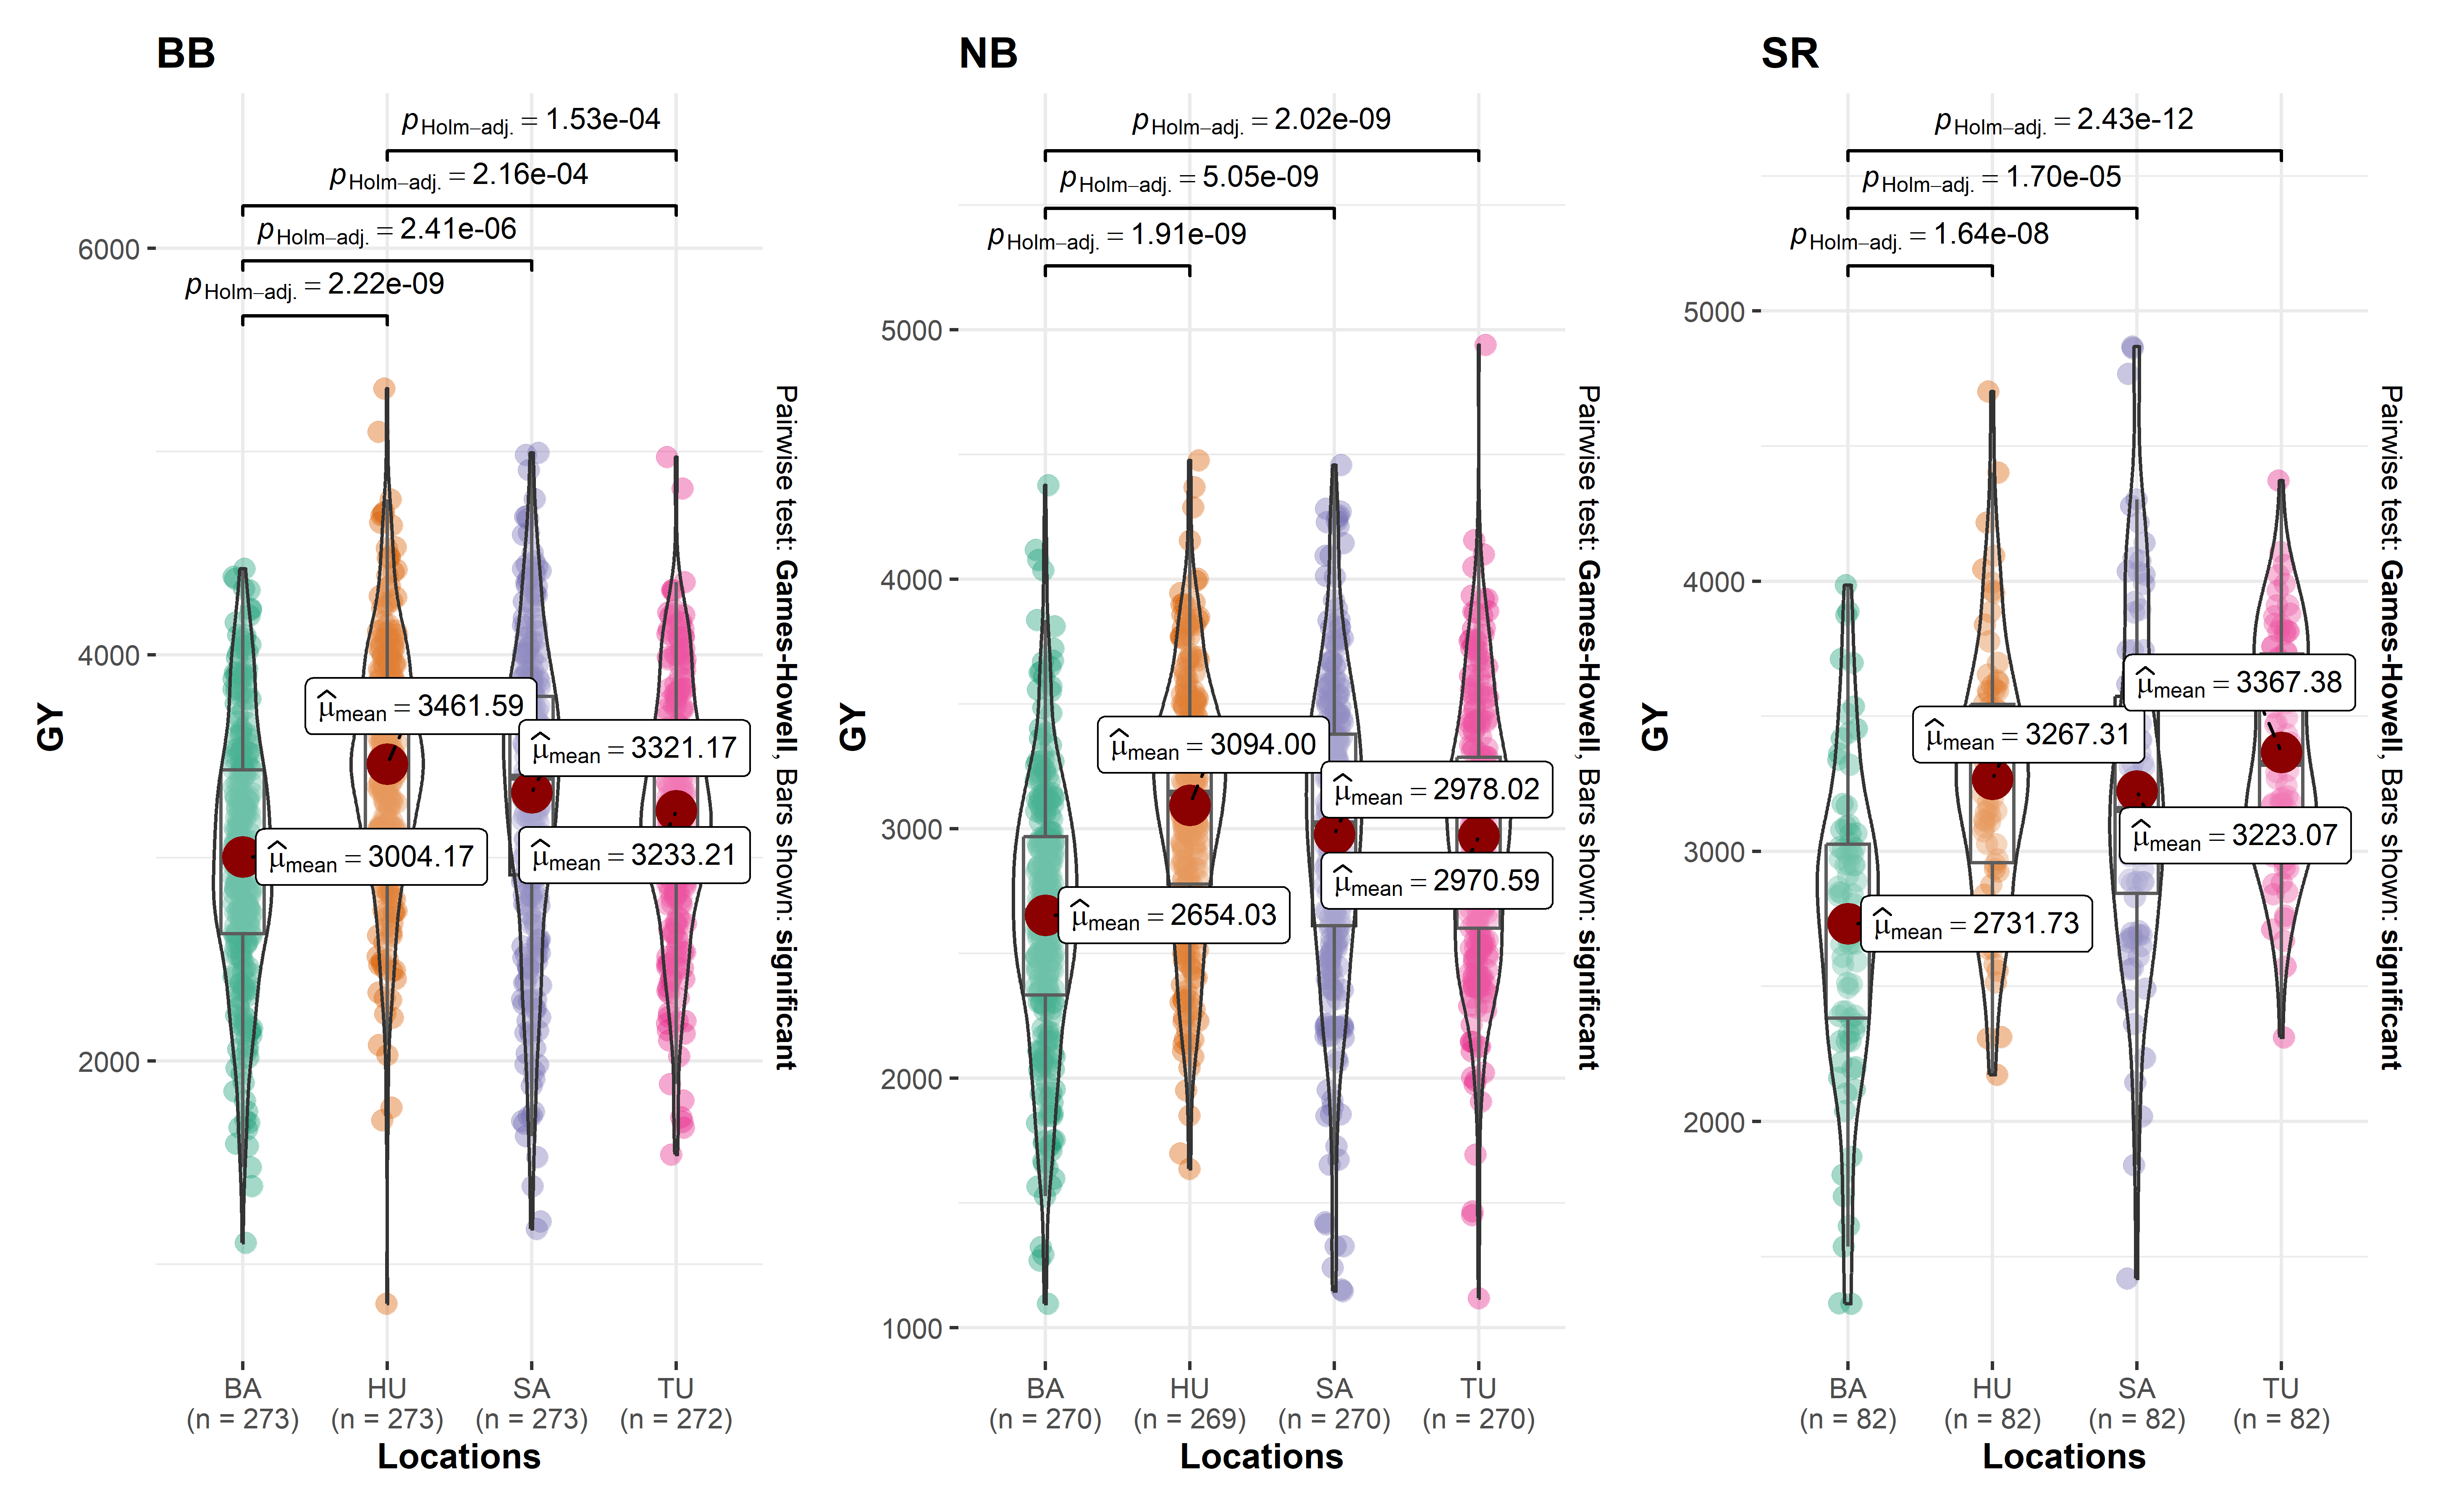 BB
p Holm−adj. = 1.53e-04
p Holm−adj. = 2.16e-04
p Holm−adj. = 2.41e-06
p Holm−adj. = 2.22e-09
6000
4000
2000
GY
μ̂ mean = 3461.59
μ̂ mean = 3321.17
μ̂ mean = 3004.17
μ̂ mean = 3233.21
Pairwise test: Games-Howell, Bars shown: significant
BA HU SA TU
(n = 273) (n = 273) (n = 273) (n = 272)
Locations
NB
p Holm−adj. = 2.02e-09
p Holm−adj. = 5.05e-09
p Holm−adj. = 1.91e-09
5000
4000
3000
2000
1000
GY
μ̂ mean = 3094.00
μ̂ mean = 2978.02
μ̂ mean = 2970.59
μ̂ mean = 2654.03
Pairwise test: Games-Howell, Bars shown: significant
BA HU SA TU
(n = 270) (n = 269) (n = 270) (n = 270)
Locations
SR
p Holm−adj. = 2.43e-12
p Holm−adj. = 1.70e-05
p Holm−adj. = 1.64e-08
5000
4000
3000
2000
GY
μ̂ mean = 3367.38
μ̂ mean = 3267.31
μ̂ mean = 3223.07
μ̂ mean = 2731.73
Pairwise test: Games-Howell, Bars shown: significant
BA HU SA TU
(n = 82) (n = 82) (n = 82) (n = 82)
Locations